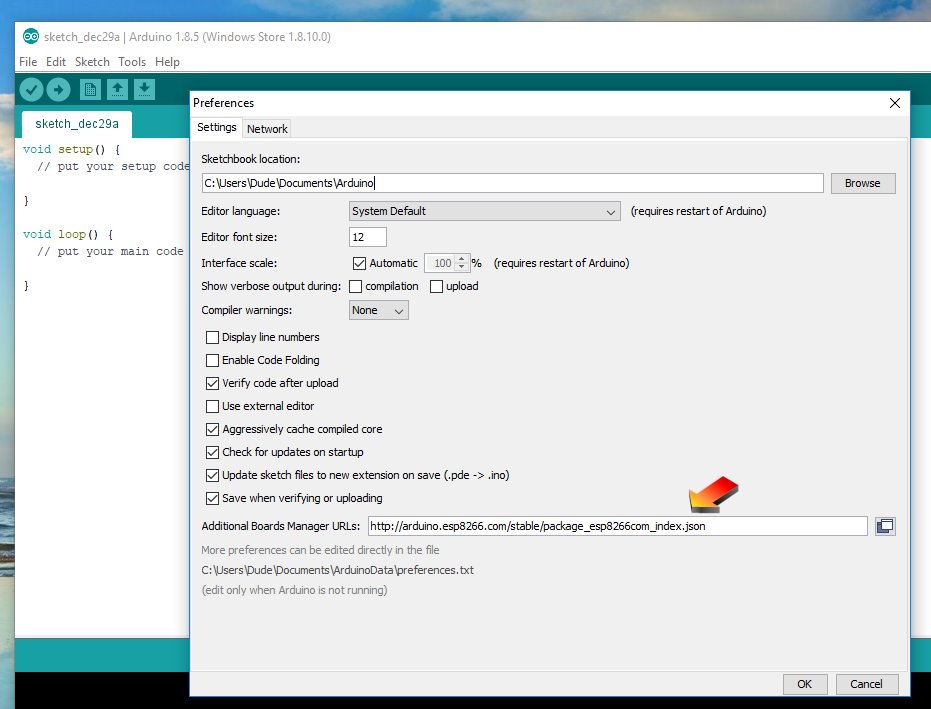 sketch_dec29a | Arduino 1.8.5 (Windows Store 1.8.10.0)
File Edit Sketch Tools Help
sketch_dec29a
void setup() {
// put your setup code
}
void loop() {
// put your main code
}
Preferences
Settings Network
Sketchbook location:
C:\Users\Dude\Documents\Arduino
Browse
Editor language: System Default (requires restart of Arduino)
Editor font size: 12
Interface scale: Automatic 100 % (requires restart of Arduino)
Show verbose output during: compilation upload
Compiler warnings: None
Display line numbers
Enable Code Folding
Verify code after upload
Use external editor
Aggressively cache compiled core
Check for updates on startup
Update sketch files to new extension on save (.pde -> .ino)
Save when verifying or uploading
Additional Boards Manager URLs: http://arduino.esp8266.com/stable/package_esp8266com_index.json
More preferences can be edited directly in the file
C:\Users\Dude\Documents\ArduinoData\preferences.txt
(edit only when Arduino is not running)
OK Cancel